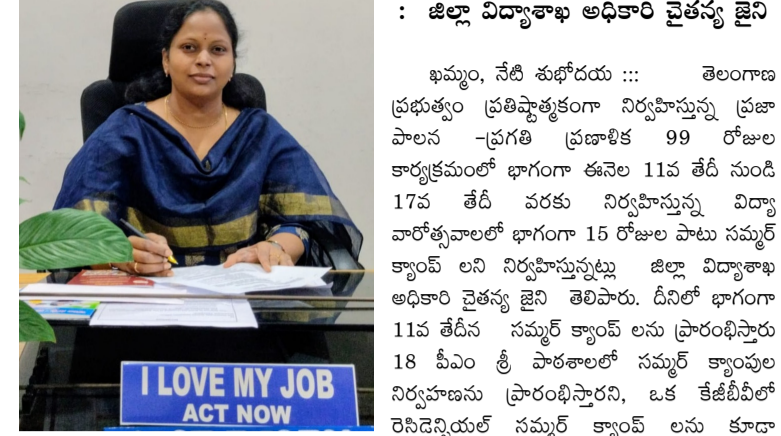 : జిల్లా విద్యాశాఖ అధికారి చైతన్య జైని
ఖమ్మం, నేటి శుభోదయ ::: తెలంగాణ
ప్రభుత్వం ప్రతిష్టాత్మకంగా నిర్వహిస్తున్న ప్రజా
పాలన -ప్రగతి ప్రణాళిక 99 రోజుల
కార్యక్రమంలో భాగంగా ఈనెల 11వ తేదీ నుండి
17వ తేదీ వరకు నిర్వహిస్తున్న విద్యా
వారోత్సవాలలో భాగంగా 15 రోజుల పాటు సమ్మర్
క్యాంప్ లని నిర్వహిస్తున్నట్లు జిల్లా విద్యాశాఖ
అధికారి చైతన్య జైని తెలిపారు. దీనిలో భాగంగా
11వ తేదీన సమ్మర్ క్యాంప్ లను ప్రారంభిస్తారు
18 పీఎం శ్రీ పాఠశాలలో సమ్మర్ క్యాంపుల
నిర్వహణను ప్రారంభిస్తారని, ఒక కేజీబీవీలో
రెసిడెన్షియల్ సమ్మర్ క్యాంప్ లను కూడా
I LOVE MY JOB
ACT NOW